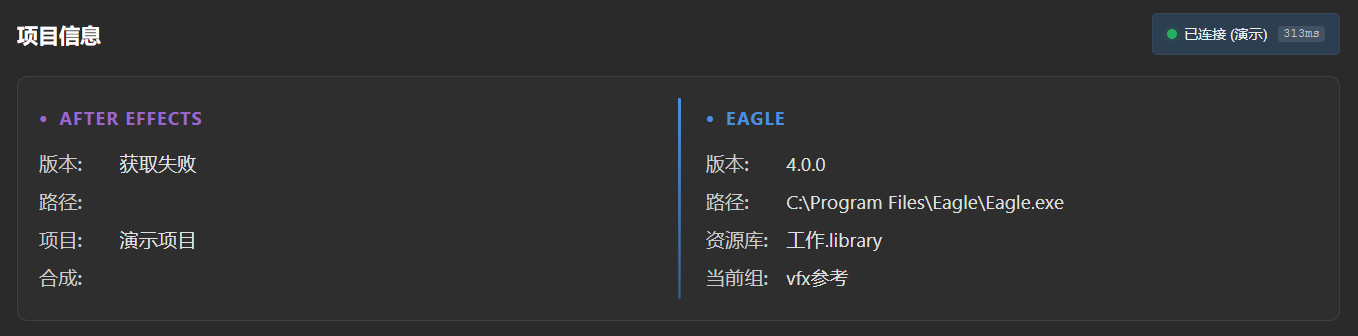 项目信息
已连接 (演示) 313ms
• AFTER EFFECTS
版本: 获取失败
路径:
项目: 演示项目
合成:
• EAGLE
版本: 4.0.0
路径: C:\Program Files\Eagle\Eagle.exe
资源库: 工作.library
当前组: vfx参考